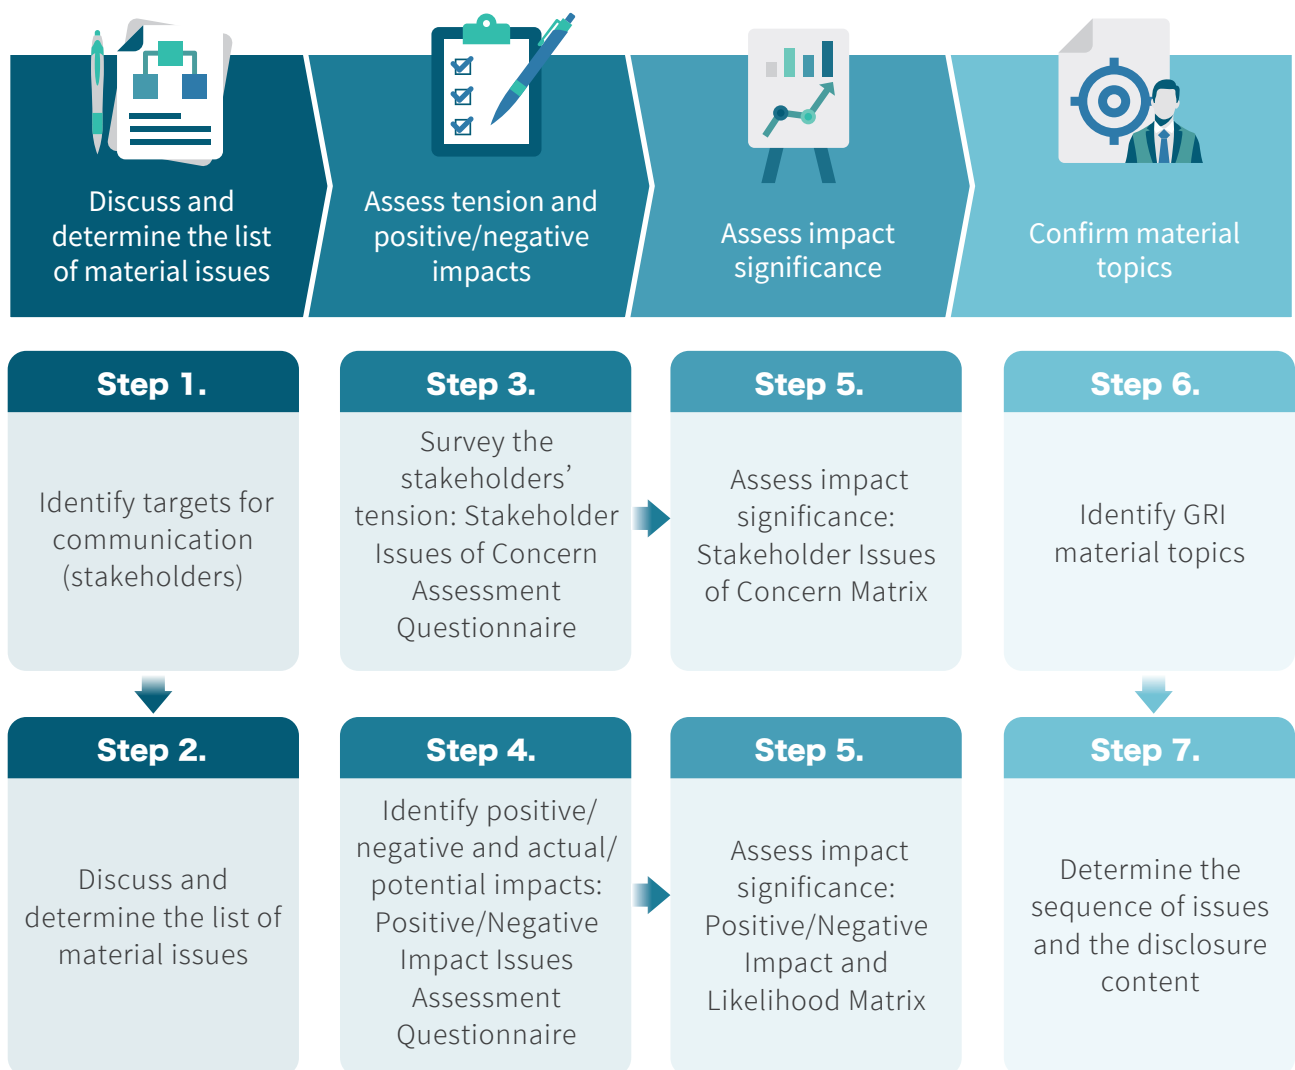 Discuss and
determine the list
of material issues
Assess tension and
positive/negative
impacts
Assess impact
significance
Confirm material
topics
Step 1.
Identify targets for
communication
(stakeholders)
Step 3.
Survey the
stakeholders’
tension: Stakeholder
Issues of Concern
Assessment
Questionnaire
Step 5.
Assess impact
significance:
Stakeholder Issues
of Concern Matrix
Step 6.
Identify GRI
material topics
Step 2.
Discuss and
determine the list of
material issues
Step 4.
Identify positive/
negative and actual/
potential impacts:
Positive/Negative
Impact Issues
Assessment
Questionnaire
Step 5.
Assess impact
significance:
Positive/Negative
Impact and
Likelihood Matrix
Step 7.
Determine the
sequence of issues
and the disclosure
content